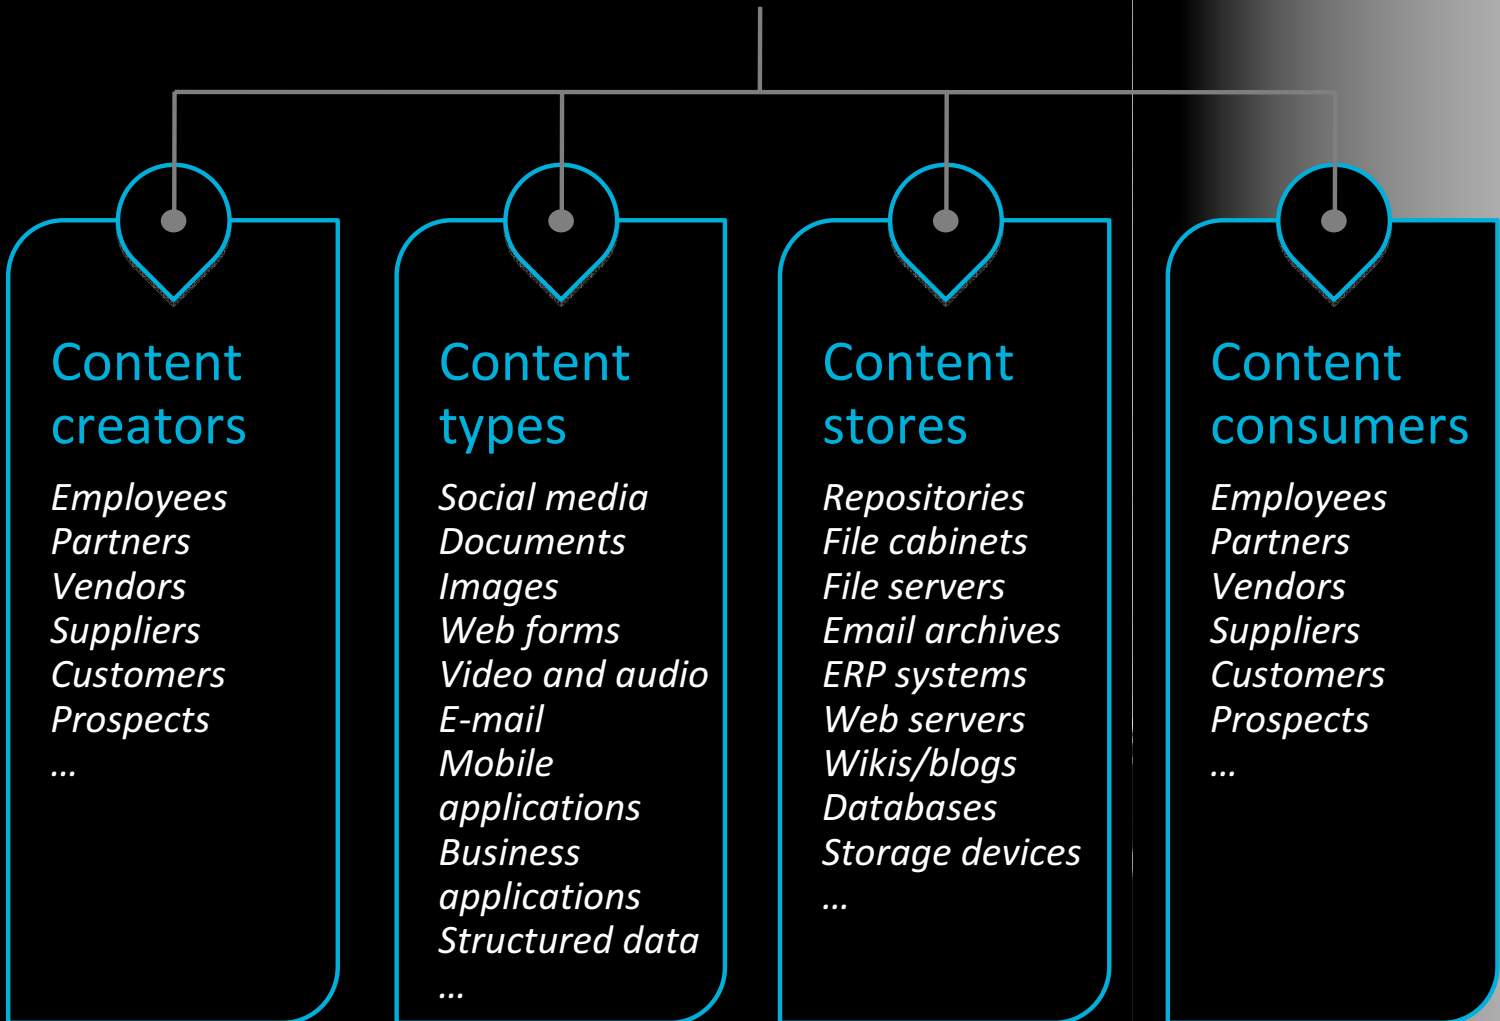 Content
creators
Employees
Partners
Vendors
Suppliers
Customers
Prospects
…
Content
types
Social media
Documents
Images
Web forms
Video and audio
E-mail
Mobile
applications
Business
applications
Structured data
…
Content
stores
Repositories
File cabinets
File servers
Email archives
ERP systems
Web servers
Wikis/blogs
Databases
Storage devices
…
Content
consumers
Employees
Partners
Vendors
Suppliers
Customers
Prospects
…